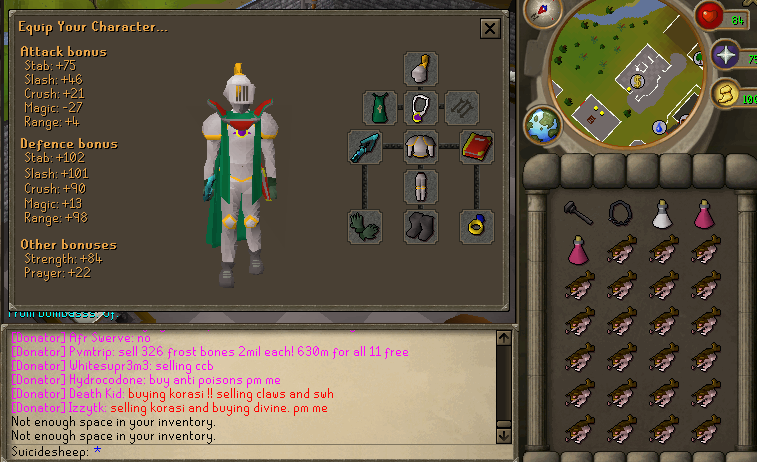 Equip Your Character...
Attack bonus
Stab: +75
Slash: +46
Crush: +21
Magic: -27
Range: +4
Defence bonus
Stab: +102
Slash: +101
Crush: +90
Magic: +13
Range: +98
Other bonuses
Strength: +84
Prayer: +22
84
[Donator] Hfr Swerve: no
[Donator] Pvmtrip: sell 326 frost bones 2mil each! 630m for all 11 free
[Donator] Whitesupr3m3: selling ccb
[Donator] Hydrocodone: buy anti poisons pm me
[Donator] Death Kid: buying korasi !! selling claws and swh
[Donator] Izzytk: selling korasi and buying divine. pm me
Not enough space in your inventory.
Not enough space in your inventory.
Suicidesheep: *